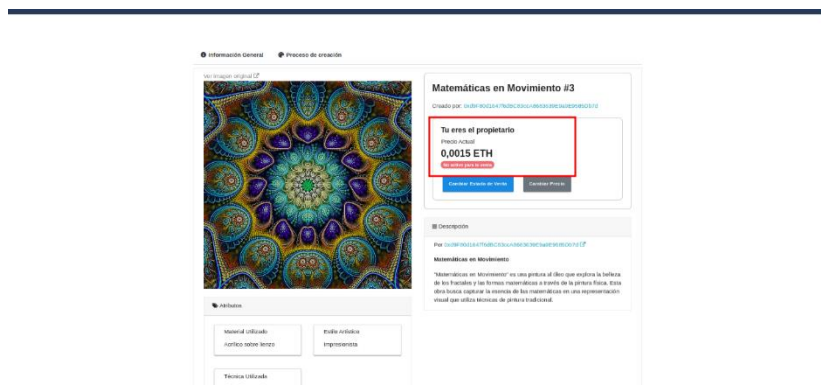 Información General
Proceso de creación
Ver imagen original
Matemáticas en Movimiento #3
Creado por:
Tu eres el propietario
Precio Actual
0,0015 ETH
No activo para la venta
Cambiar Estado de Venta
Cambiar Precio
Descripción
Por
Matemáticas en Movimiento
"Matemáticas en Movimiento" es una pintura al óleo que explora la belleza
de los fractales y las formas matemáticas a través de la pintura física. Esta
obra busca capturar la esencia de las matemáticas en una representación
visual que utiliza técnicas de pintura tradicional.
Atributos
Material Utilizado
Acrílico sobre lienzo
Estilo Artístico
Impresionista
Técnica Utilizada